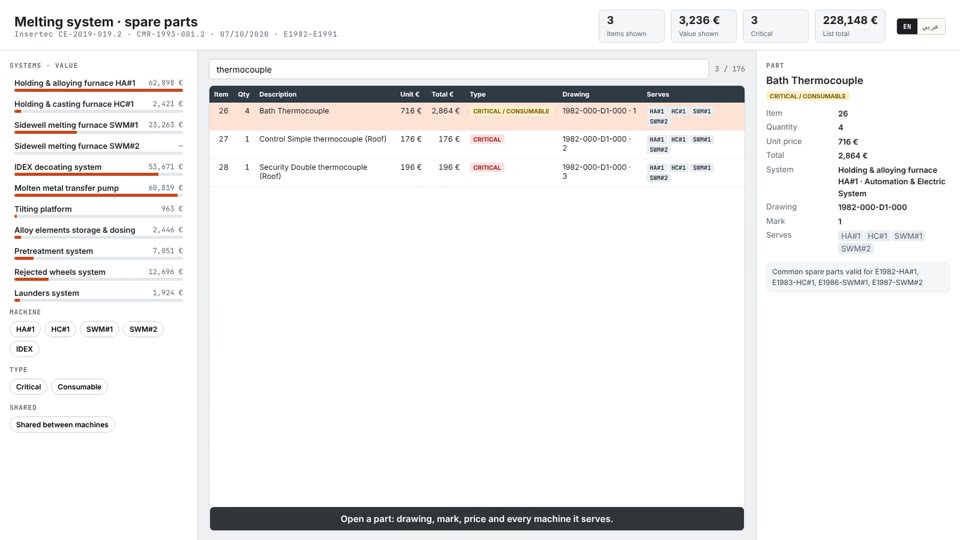 Melting system · spare parts
Insertec CE-2019-019.2 · CMR-1993-001.2 · 07/10/2020 · E1982-E1991
3
Items shown
3,236 €
Value shown
3
Critical
228,148 €
List total
EN
عربي
SYSTEMS · VALUE
Holding & alloying furnace HA#1 62,898 €
Holding & casting furnace HC#1 2,421 €
Sidewell melting furnace SWM#1 23,263 €
Sidewell melting furnace SWM#2 —
IDEX decoating system 53,671 €
Molten metal transfer pump 60,819 €
Tilting platform 963 €
Alloy elements storage & dosing 2,446 €
Pretreatment system 7,051 €
Rejected wheels system 12,696 €
Launders system 1,924 €
MACHINE
HA#1 HC#1 SWM#1 SWM#2
IDEX
TYPE
Critical Consumable
SHARED
Shared between machines
thermocouple 3 / 176
Item Qty Description Unit € Total € Type Drawing Serves
26 4 Bath Thermocouple 716 € 2,864 € CRITICAL / CONSUMABLE 1982-000-D1-000 · 1 HA#1 HC#1 SWM#1
SWM#2
27 1 Control Simple thermocouple (Roof) 176 € 176 € CRITICAL 1982-000-D1-000 · HA#1 HC#1 SWM#1
2 SWM#2
28 1 Security Double thermocouple 196 € 196 € CRITICAL 1982-000-D1-000 · HA#1 HC#1 SWM#1
(Roof) 3 SWM#2
Open a part: drawing, mark, price and every machine it serves.
PART
Bath Thermocouple
CRITICAL / CONSUMABLE
Item 26
Quantity 4
Unit price 716 €
Total 2,864 €
System Holding & alloying furnace
HA#1 · Automation & Electric
System
Drawing 1982-000-D1-000
Mark 1
Serves HA#1 HC#1 SWM#1
SWM#2
Common spare parts valid for E1982-HA#1,
E1983-HC#1, E1986-SWM#1, E1987-SWM#2